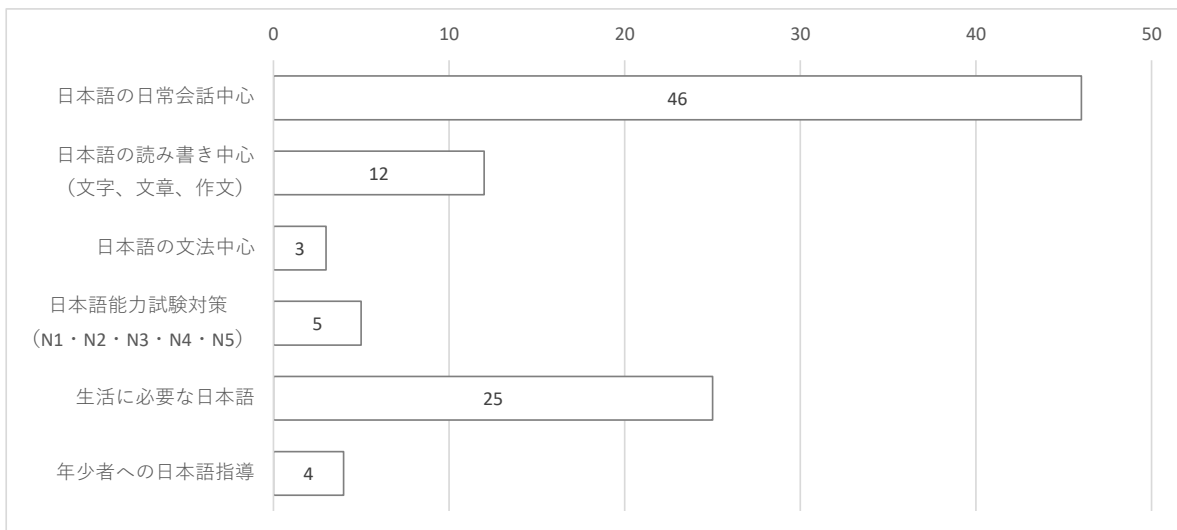 0 10 20 30 40 50
日本語の日常会話中心
46
日本語の読み書き中心
（文字、文章、作文）
12
日本語の文法中心
3
日本語能力試験対策
（N1・N2・N3・N4・N5）
5
生活に必要な日本語
25
年少者への日本語指導
4